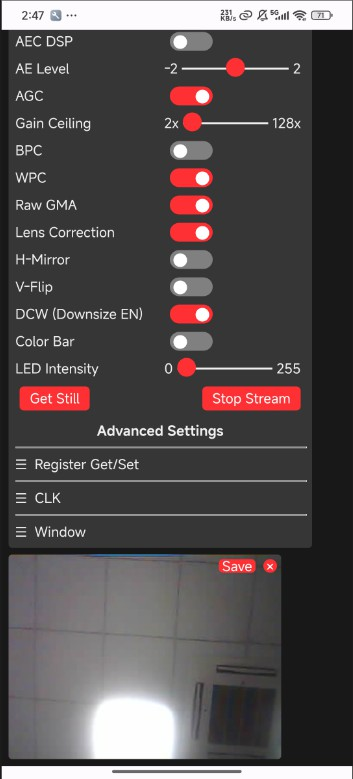 2:47
231
KB/s
5G
71
AEC DSP
AE Level -2 2
AGC
Gain Ceiling 2x 128x
BPC
WPC
Raw GMA
Lens Correction
H-Mirror
V-Flip
DCW (Downsize EN)
Color Bar
LED Intensity 0 255
Get Still Stop Stream
Advanced Settings
Register Get/Set
CLK
Window
Save